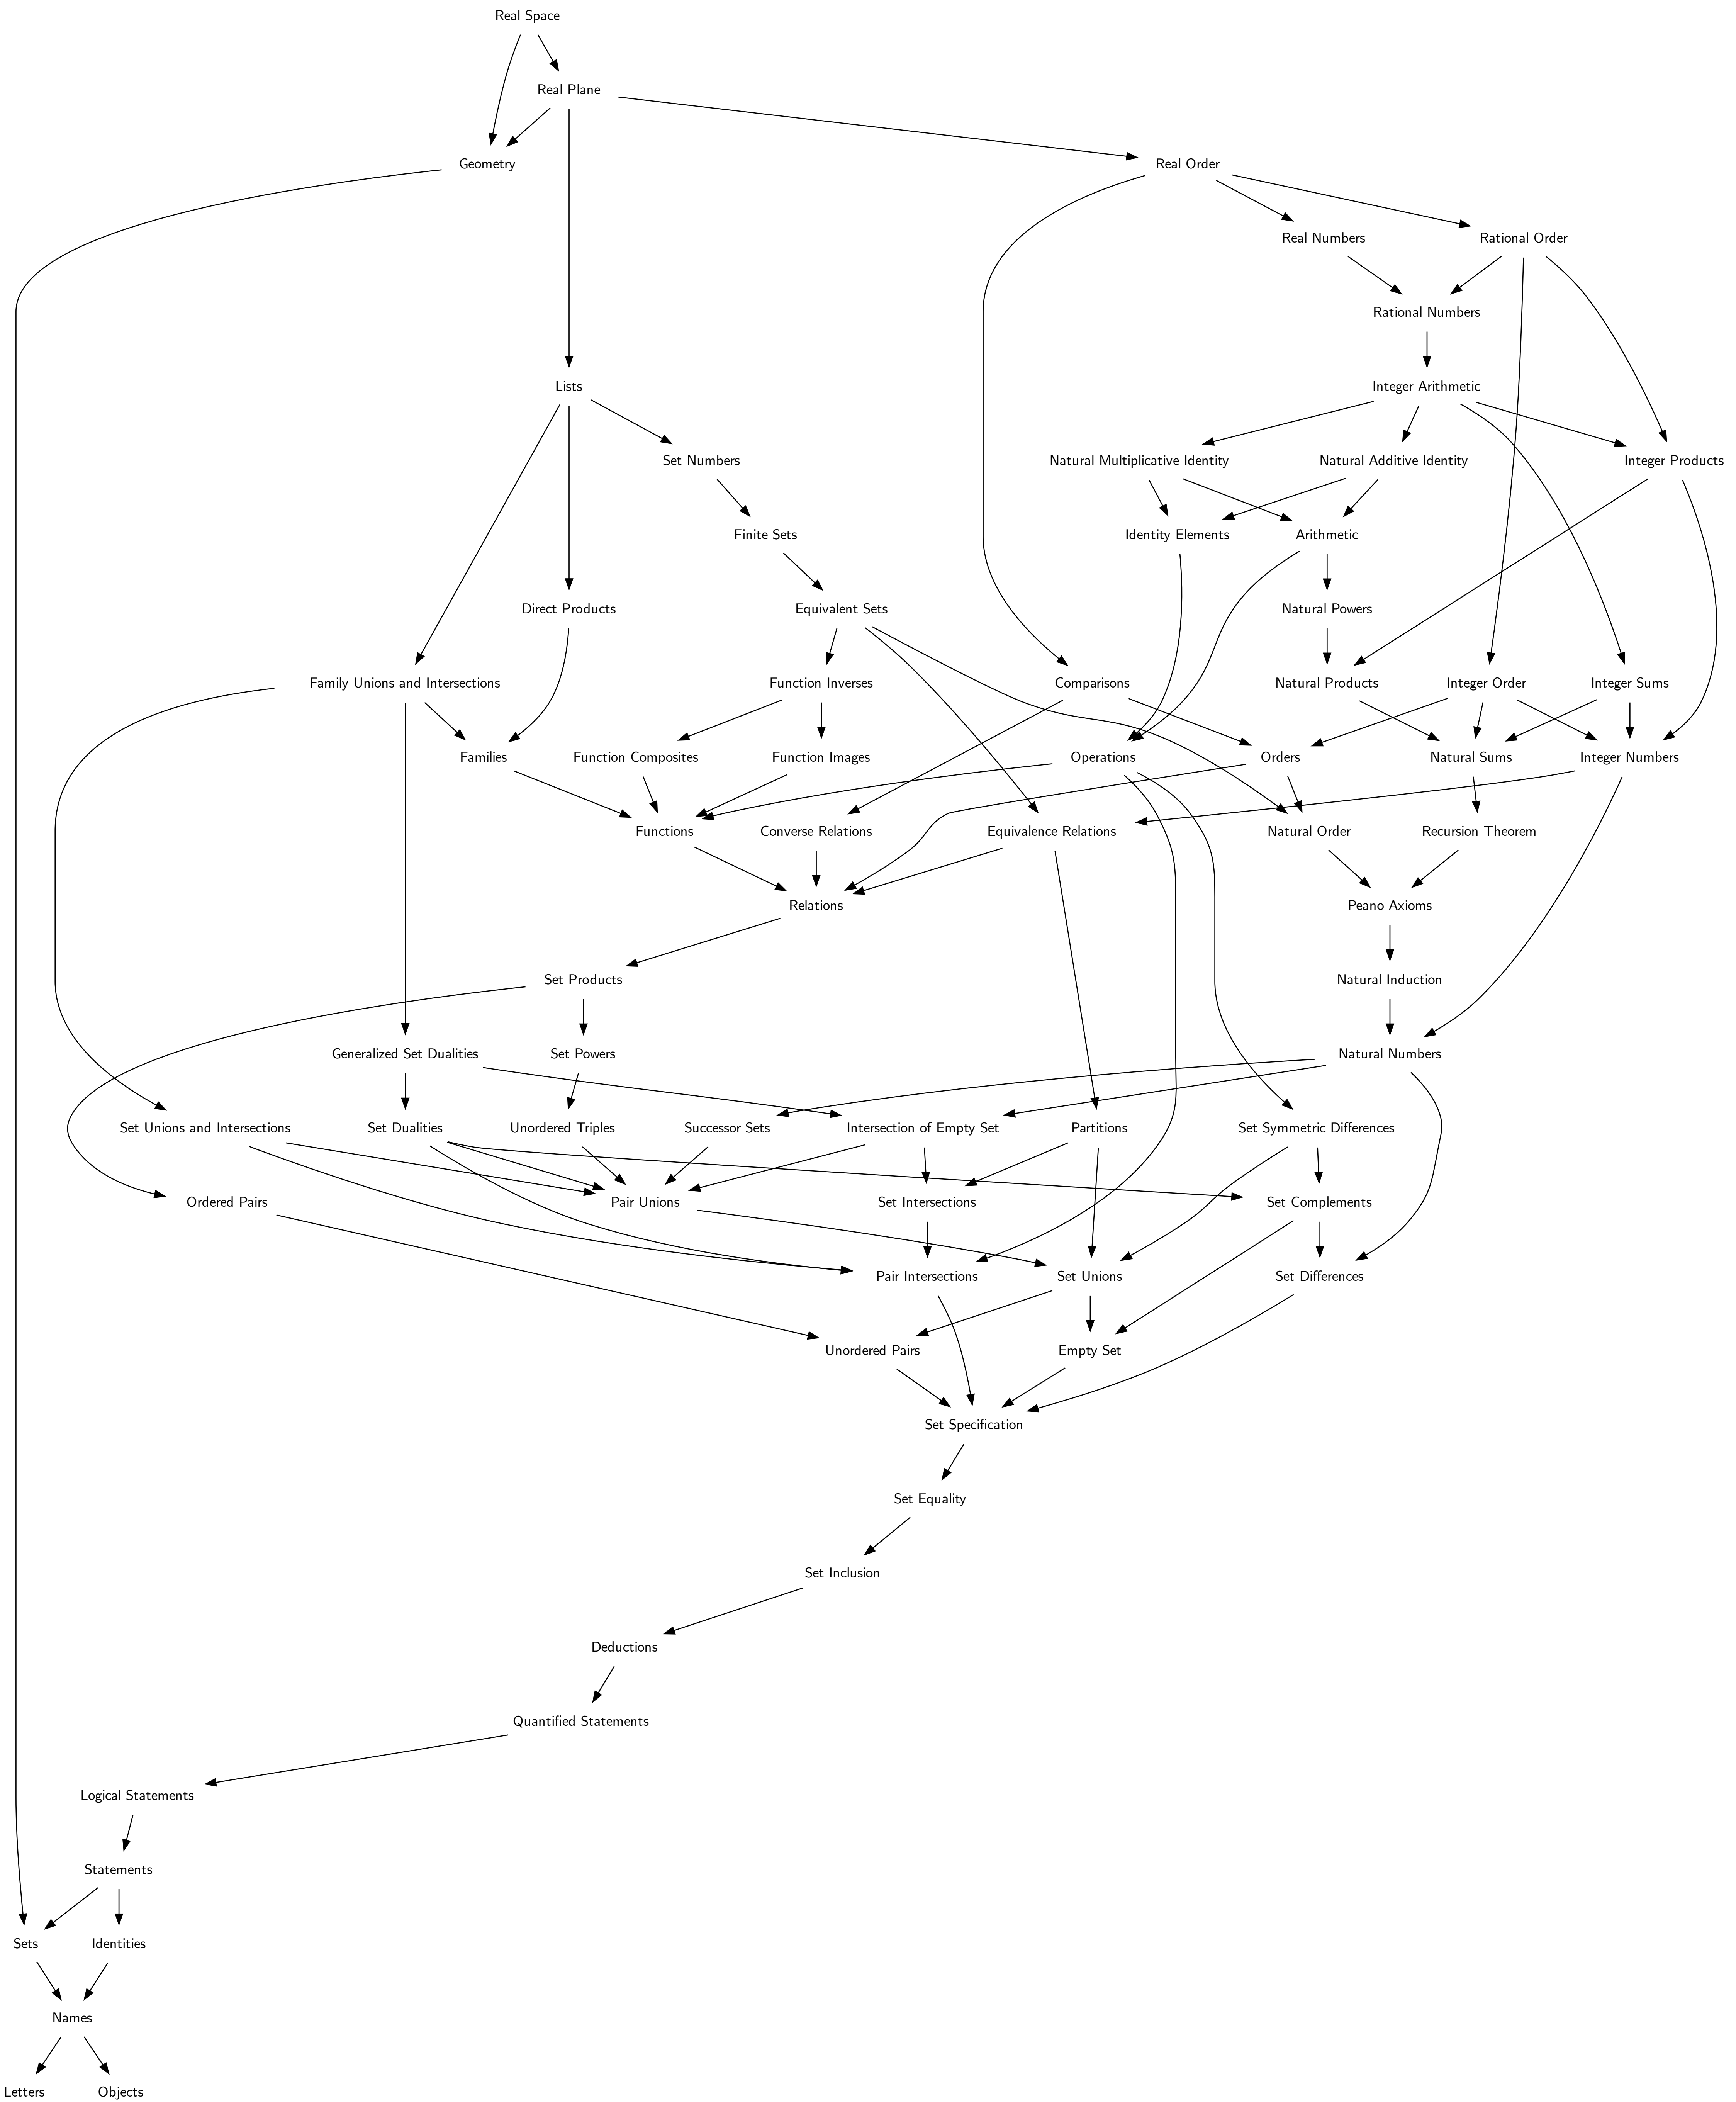 Real Space
Real Plane
Geometry
Real Order
Real Numbers
Rational Order
Rational Numbers
Lists
Integer Arithmetic
Set Numbers
Natural Multiplicative Identity
Natural Additive Identity
Integer Products
Finite Sets
Identity Elements
Arithmetic
Direct Products
Equivalent Sets
Natural Powers
Family Unions and Intersections
Function Inverses
Comparisons
Natural Products
Integer Order
Integer Sums
Families
Function Composites
Function Images
Operations
Orders
Natural Sums
Integer Numbers
Functions
Converse Relations
Equivalence Relations
Natural Order
Recursion Theorem
Relations
Peano Axioms
Set Products
Natural Induction
Generalized Set Dualities
Set Powers
Natural Numbers
Set Unions and Intersections
Set Dualities
Unordered Triples
Successor Sets
Intersection of Empty Set
Partitions
Set Symmetric Differences
Ordered Pairs
Pair Unions
Set Intersections
Set Complements
Pair Intersections
Set Unions
Set Differences
Unordered Pairs
Empty Set
Set Specification
Set Equality
Set Inclusion
Deductions
Quantified Statements
Logical Statements
Statements
Sets
Identities
Names
Letters
Objects